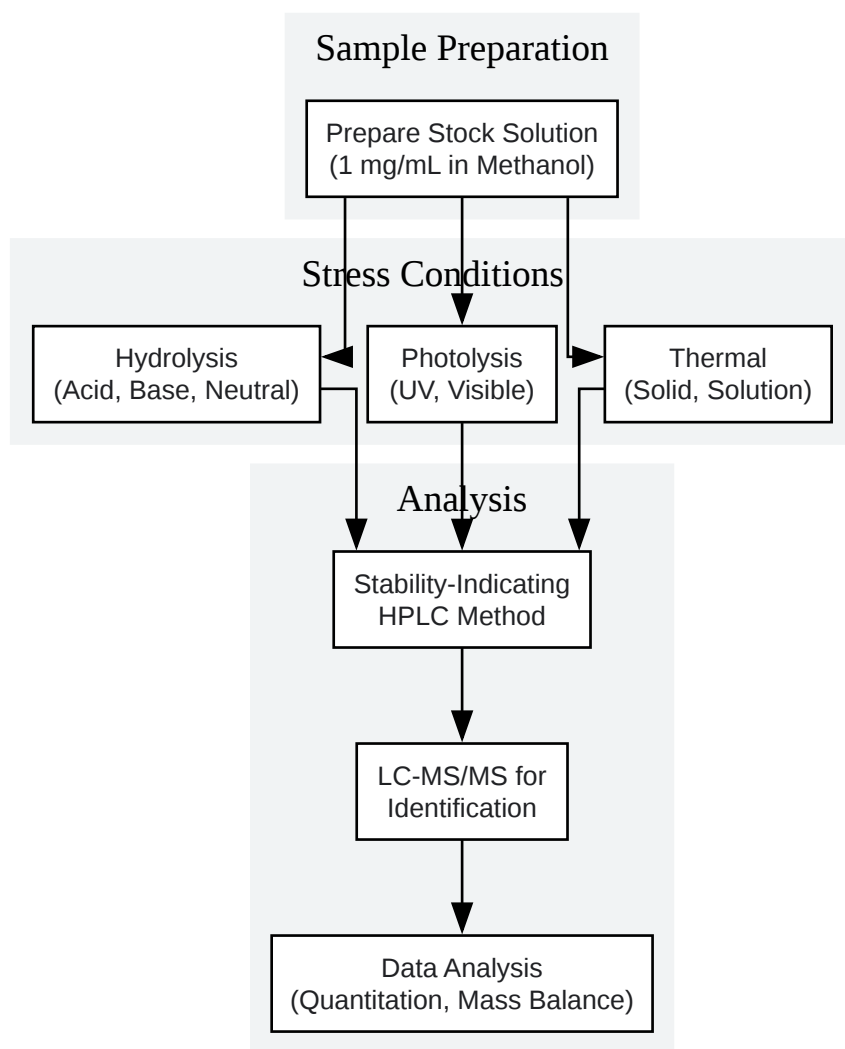 Sample Preparation
Prepare Stock Solution
(1 mg/mL in Methanol)
Stress Conditions
Hydrolysis
(Acid, Base, Neutral)
Photolysis
(UV, Visible)
Thermal
(Solid, Solution)
Analysis
Stability-Indicating
HPLC Method
LC-MS/MS for
Identification
Data Analysis
(Quantitation, Mass Balance)